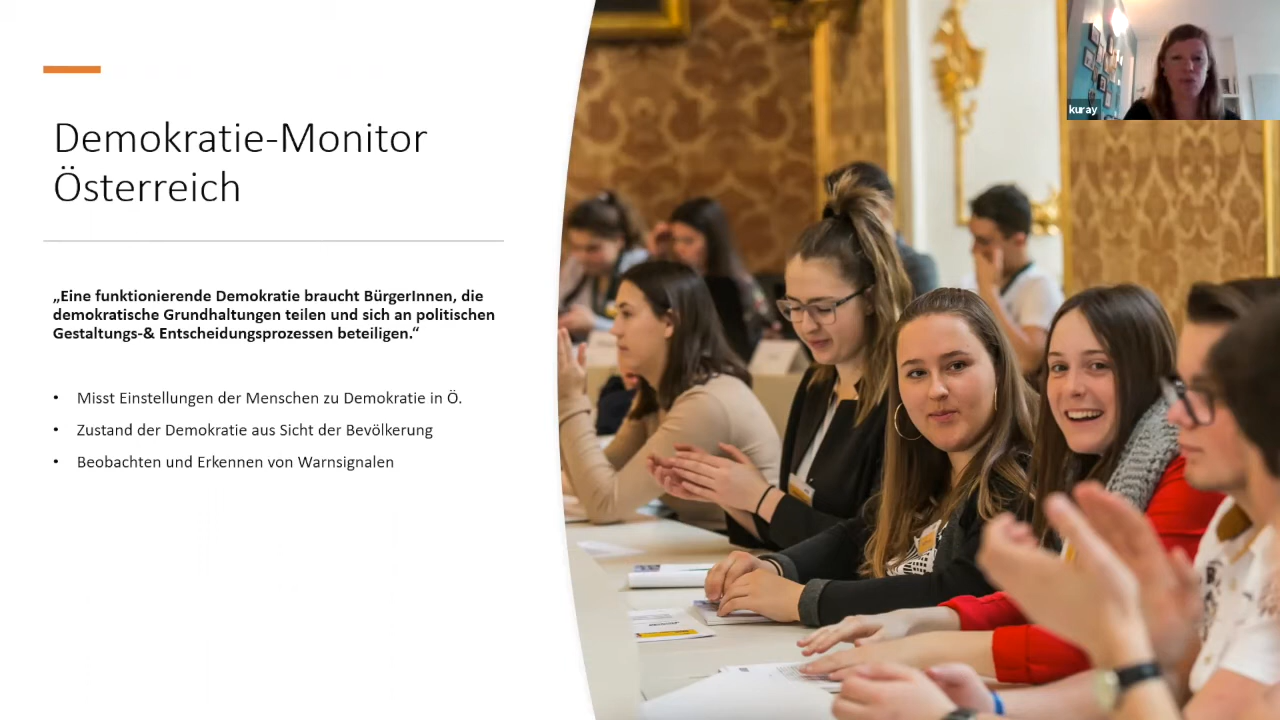 kuray
Demokratie-Monitor
Österreich
„Eine funktionierende Demokratie braucht BürgerInnen, die
demokratische Grundhaltungen teilen und sich an politischen
Gestaltungs-& Entscheidungsprozessen beteiligen.“
• Misst Einstellungen der Menschen zu Demokratie in Ö.
• Zustand der Demokratie aus Sicht der Bevölkerung
• Beobachten und Erkennen von Warnsignalen